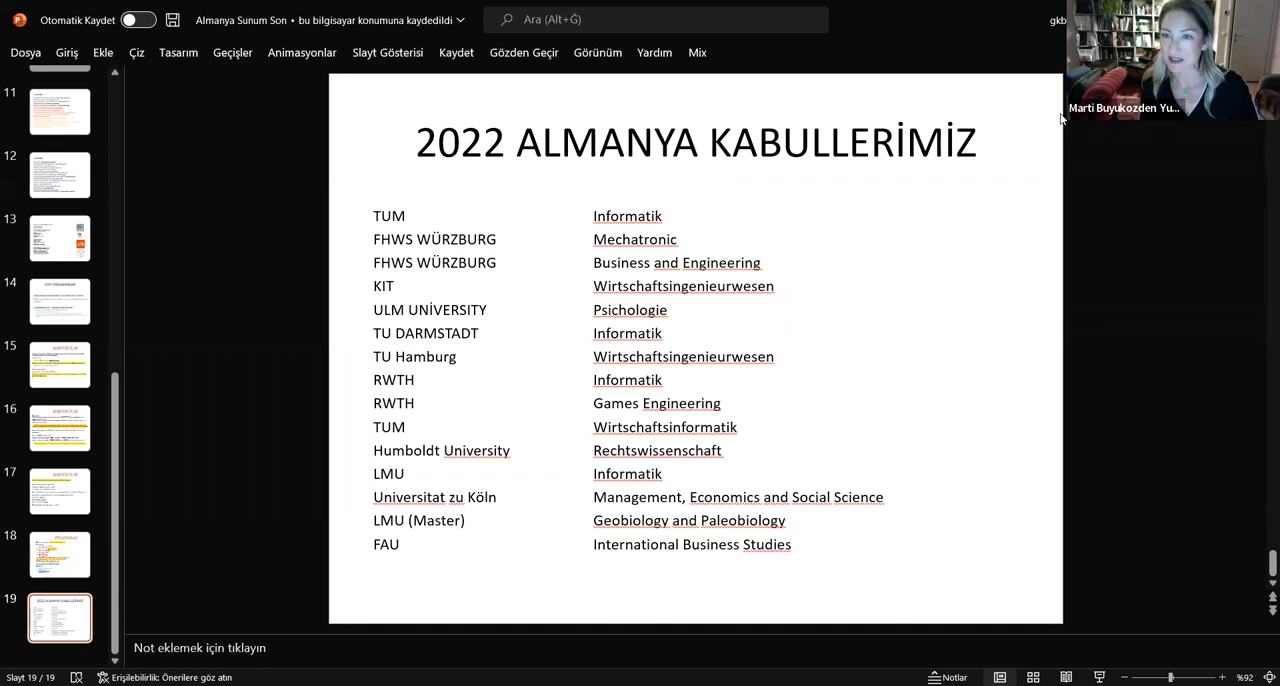 Otomatik Kaydet
Almanya Sunum Son • bu bilgisayar konumuna kaydedildi
Ara (Alt+Ğ)
gkb
Dosya Giriş Ekle Çiz Tasarım Geçişler Animasyonlar Slayt Gösterisi Kaydet Gözden Geçir Görünüm Yardım Mix
Marti Buyukozden Yu...
11
12
13
14
15
16
17
18
19
2022 ALMANYA KABULLERİMİZ
TUM Informatik
FHWS WÜRZBURG Mechatronic
FHWS WÜRZBURG Business and Engineering
KIT Wirtschaftsingenieurwesen
ULM UNİVERSITY Psichologie
TU DARMSTADT Informatik
TU Hamburg Wirtschaftsingenieurwesen
RWTH Informatik
RWTH Games Engineering
TUM Wirtschaftsinformatik
Humboldt University Rechtswissenschaft
LMU Informatik
Universitat zu Köln Management, Economics and Social Science
LMU (Master) Geobiology and Paleobiology
FAU International Business Studies
Not eklemek için tıklayın
Slayt 19 / 19 Erişilebilirlik: Önerilere göz atın Notlar %92